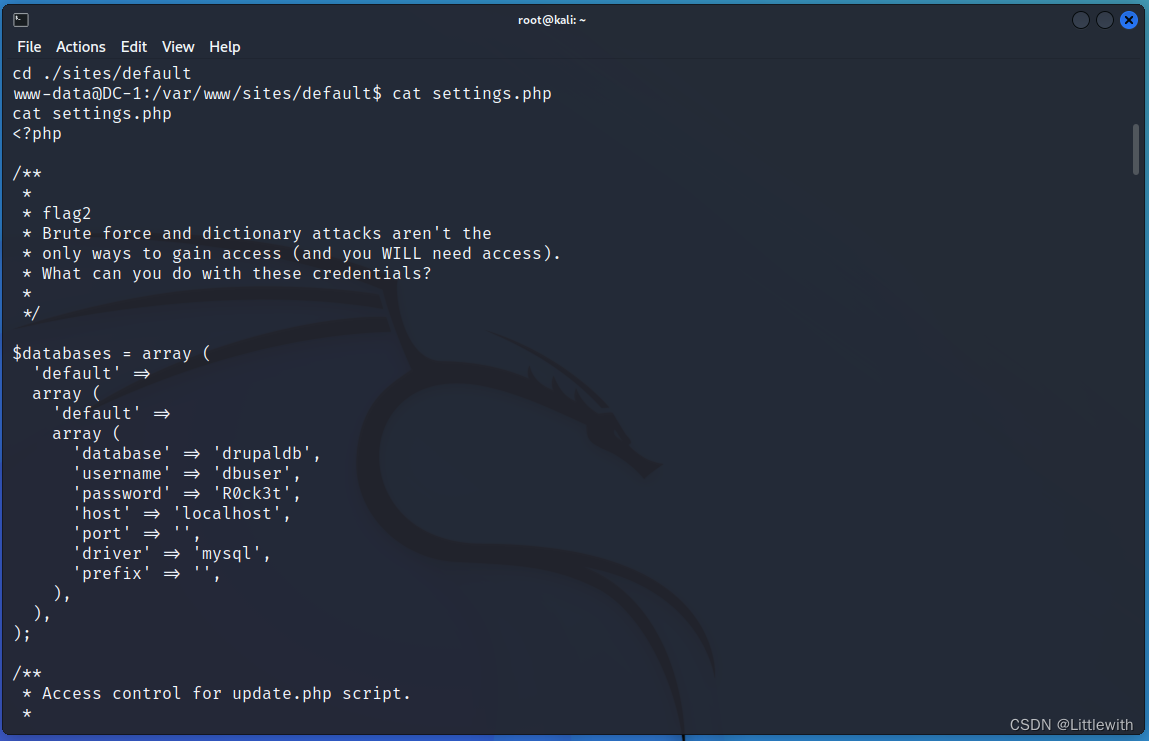 root@kali: ~
File Actions Edit View Help
cd ./sites/default
www-data@DC-1:/var/www/sites/default$ cat settings.php
cat settings.php
<?php
/**
 *
 * flag2
 * Brute force and dictionary attacks aren't the
 * only ways to gain access (and you WILL need access).
 * What can you do with these credentials?
 *
 */
$databases = array (
  'default' =>
  array (
    'default' =>
    array (
      'database' => 'drupaldb',
      'username' => 'dbuser',
      'password' => 'R0ck3t',
      'host' => 'localhost',
      'port' => '',
      'driver' => 'mysql',
      'prefix' => '',
    ),
  ),
);
/**
 * Access control for update.php script.
 *
CSDN @Littlewith